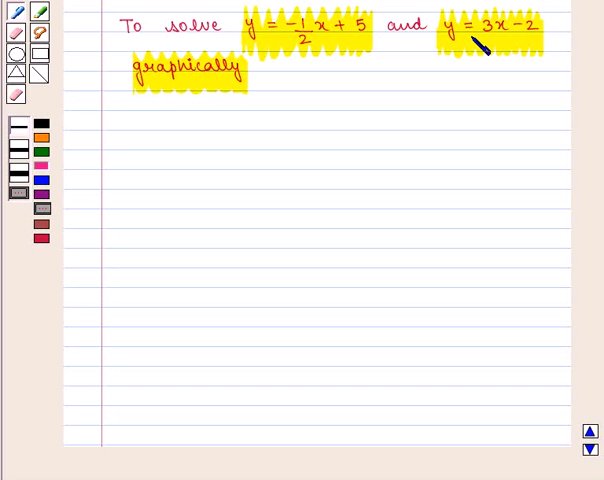 To solve y = -1/2 x + 5 and y = 3x - 2
graphically